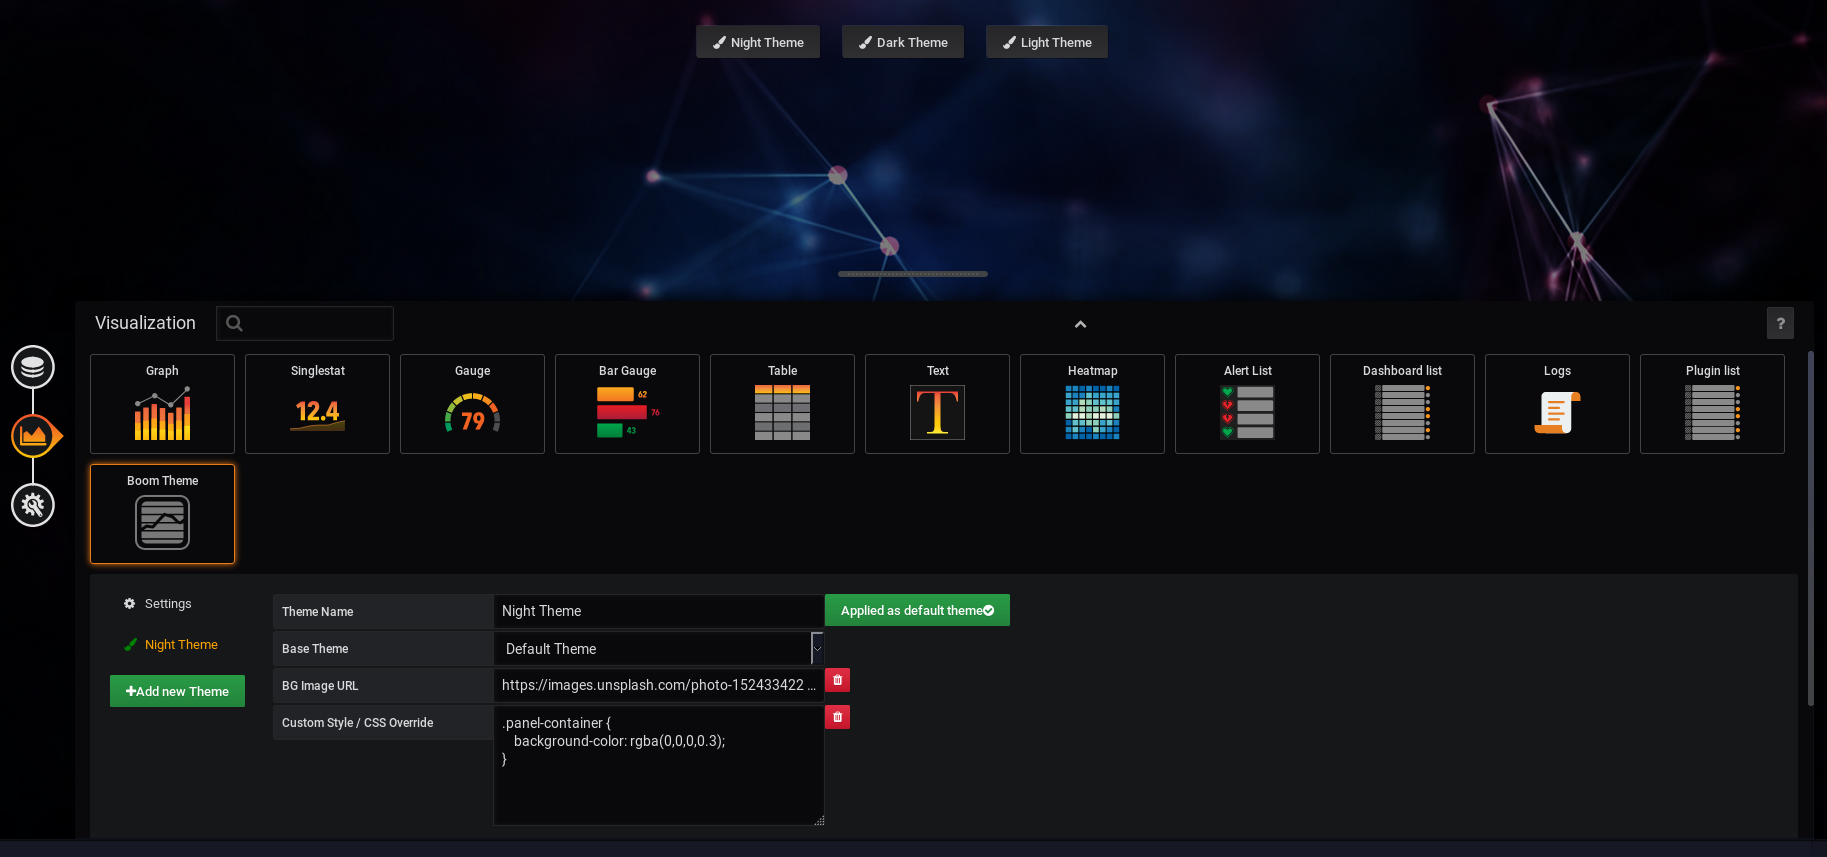 Night Theme
Dark Theme
Light Theme
Visualization
?
Graph
Singlestat
Gauge
Bar Gauge
Table
Text
Heatmap
Alert List
Dashboard list
Logs
Plugin list
12.4
79
62
76
43
T
Boom Theme
Settings
Night Theme
+Add new Theme
Theme Name
Night Theme
Applied as default theme
Base Theme
Default Theme
BG Image URL
https://images.unsplash.com/photo-152433422 ...
Custom Style / CSS Override
.panel-container {
background-color: rgba(0,0,0,0.3);
}